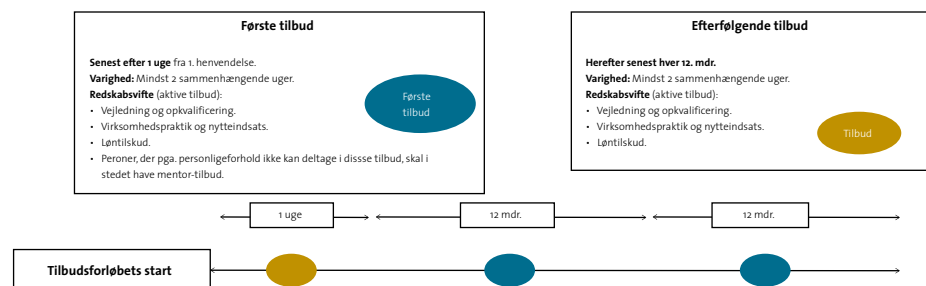 Første tilbud
Senest efter 1 uge fra 1. henvendelse.
Varighed: Mindst 2 sammenhængende uger.
Redskabsvifte (aktive tilbud):
• Vejledning og opkvalificering.
• Virksomhedspraktik og nytteindsats.
• Løntilskud.
• Peroner, der pga. personligeforhold ikke kan deltage i dissse tilbud, skal i
stedet have mentor-tilbud.
Første
tilbud
Efterfølgende tilbud
Herefter senest hver 12. mdr.
Varighed: Mindst 2 sammenhængende uger.
Redskabsvifte (aktive tilbud):
• Vejledning og opkvalificering.
• Virksomhedspraktik og nytteindsats.
• Løntilskud.
Tilbud
1 uge
12 mdr.
12 mdr.
Tilbudsforløbets start